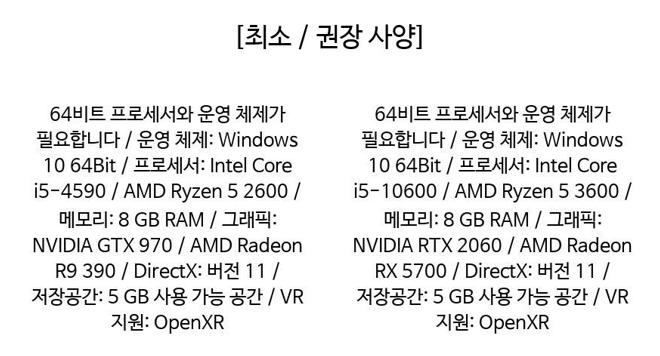 [최소 / 권장 사양]
64비트 프로세서와 운영 체제가
필요합니다 / 운영 체제: Windows
10 64Bit / 프로세서: Intel Core
i5-4590 / AMD Ryzen 5 2600 /
메모리: 8 GB RAM / 그래픽:
NVIDIA GTX 970 / AMD Radeon
R9 390 / DirectX: 버전 11 /
저장공간: 5 GB 사용 가능 공간 / VR
지원: OpenXR
64비트 프로세서와 운영 체제가
필요합니다 / 운영 체제: Windows
10 64Bit / 프로세서: Intel Core
i5-10600 / AMD Ryzen 5 3600 /
메모리: 8 GB RAM / 그래픽:
NVIDIA RTX 2060 / AMD Radeon
RX 5700 / DirectX: 버전 11 /
저장공간: 5 GB 사용 가능 공간 / VR
지원: OpenXR